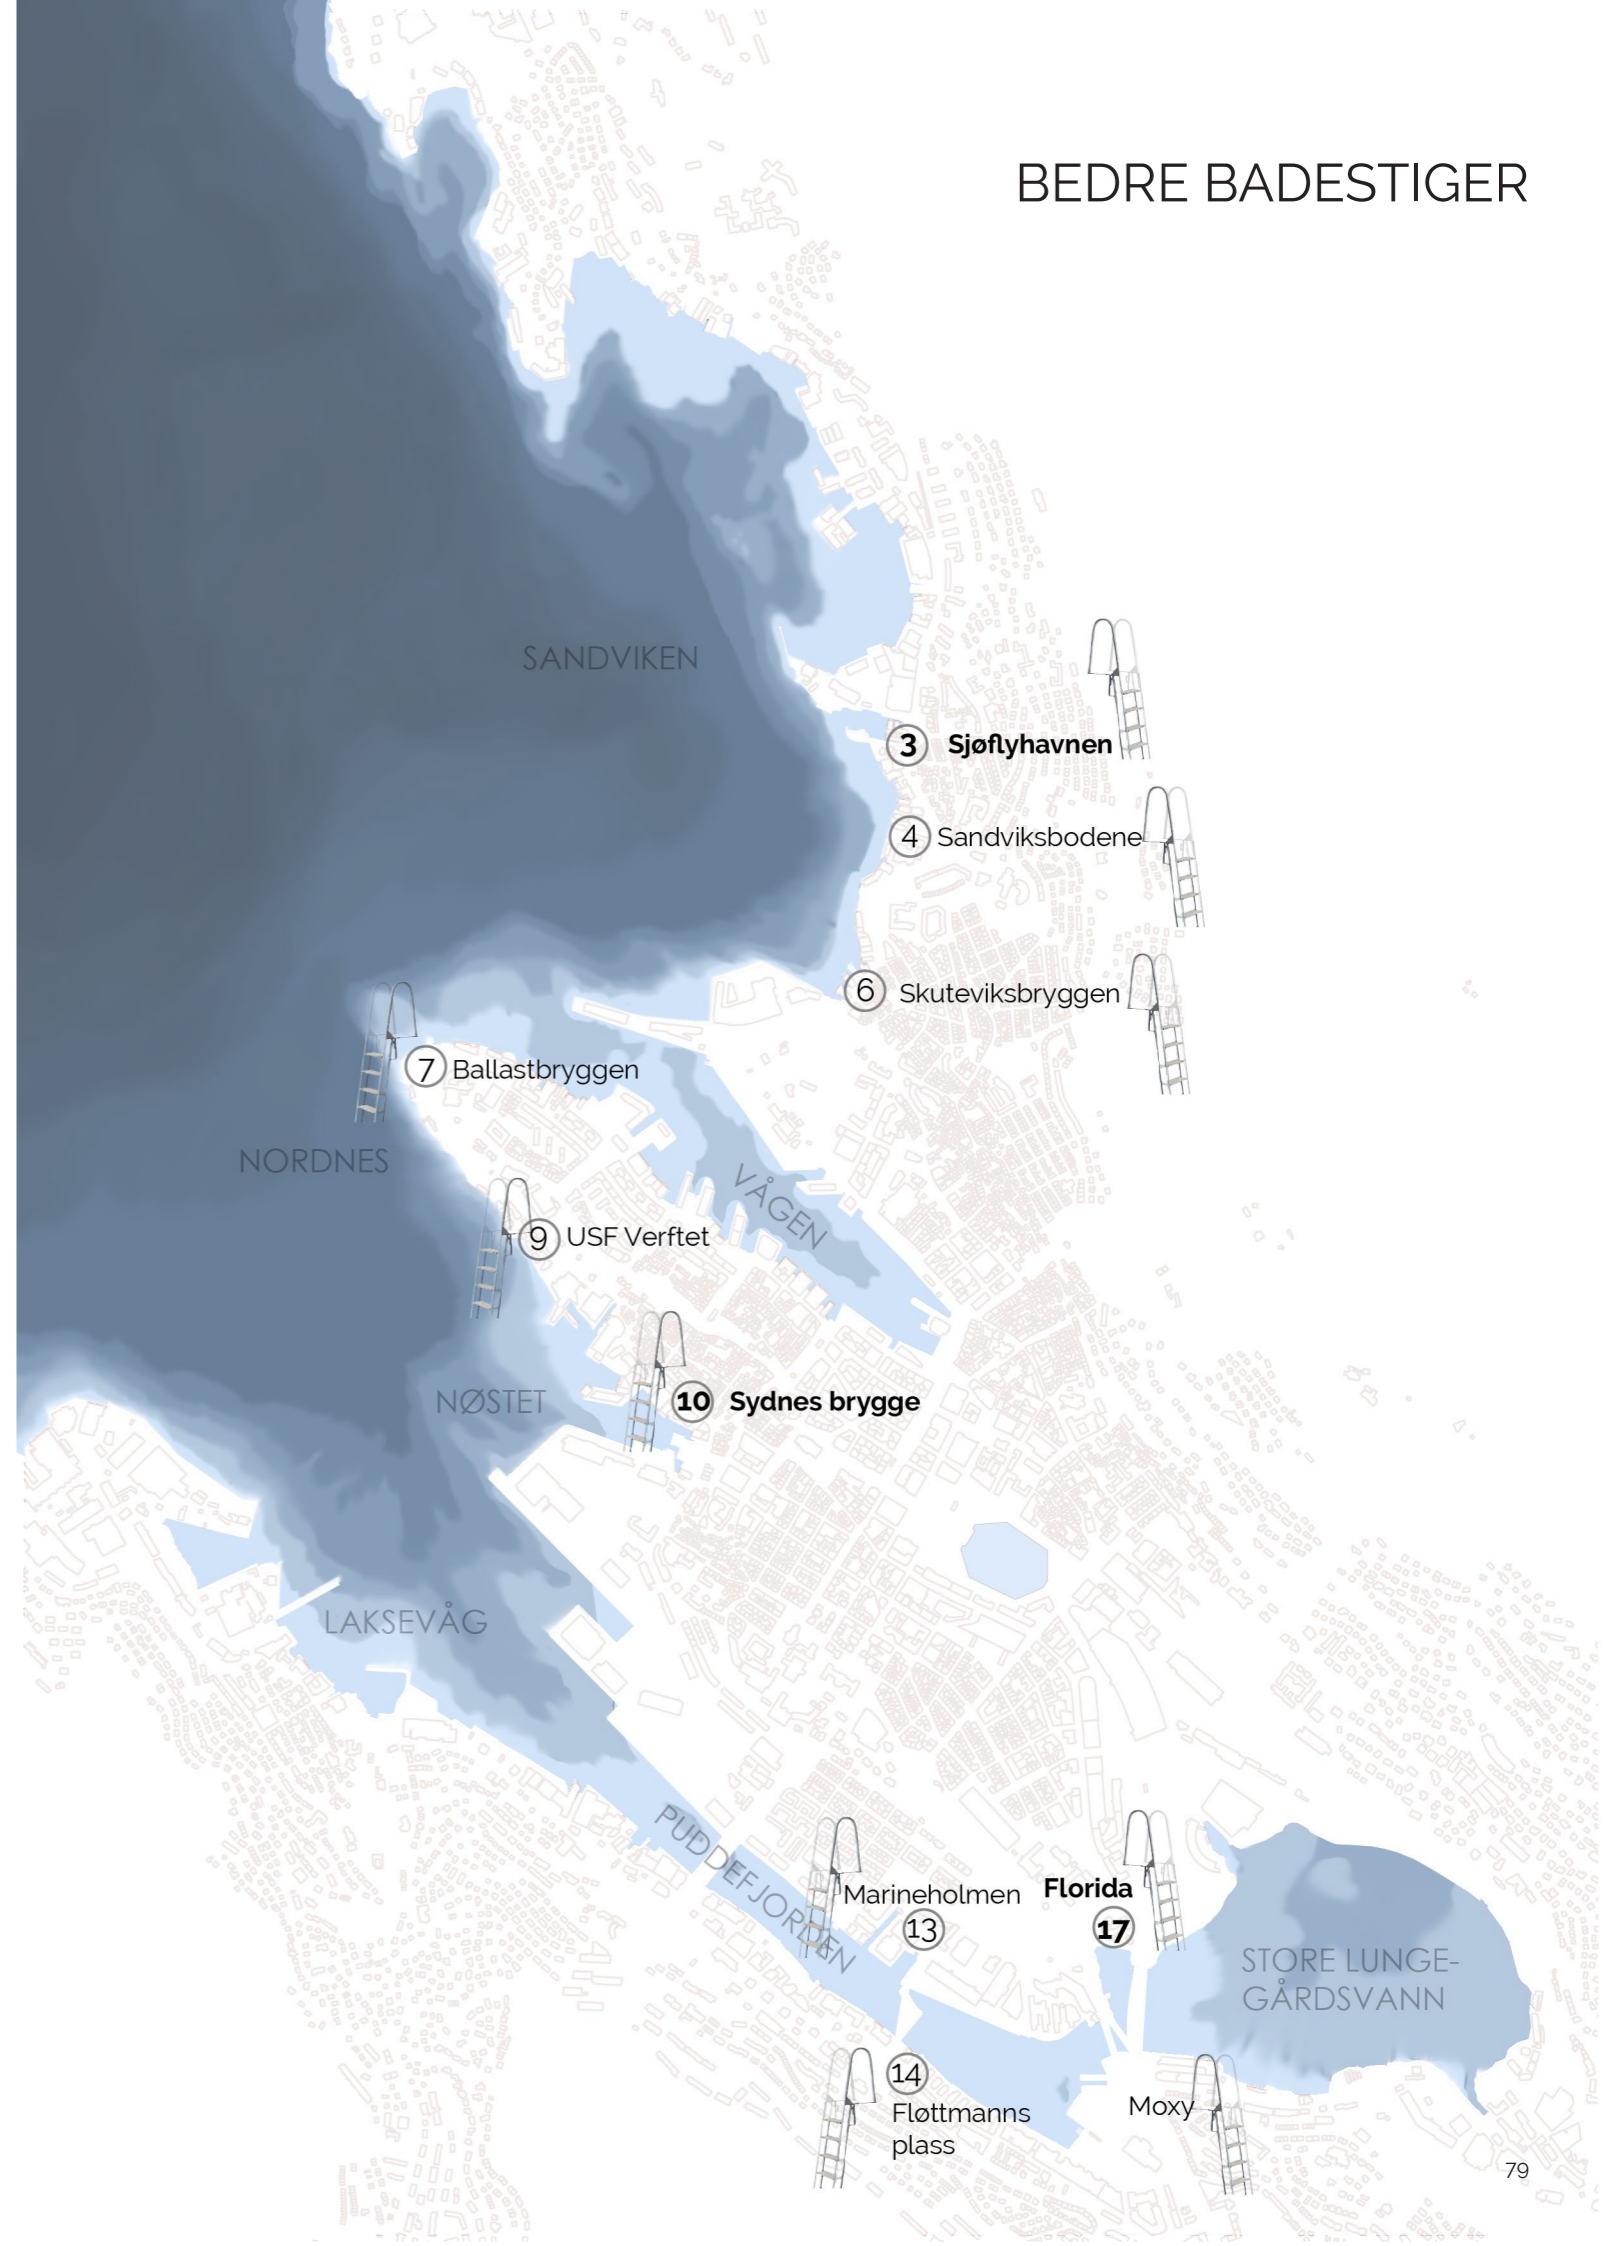 BEDRE BADESTIGER
SANDVIKEN
3 Sjøflyhavnen
4 Sandviksbodene
6 Skuteviksbryggen
7 Ballastbryggen
NORDNES
VÅGEN
9 USF Verftet
NØSTET
10 Sydnes brygge
LAKSEVÅG
PUDDEFJORDEN
Marineholmen
13
Florida
17
STORE LUNGE-
GÅRDSVANN
14
Fløttmanns
plass
Moxy
79